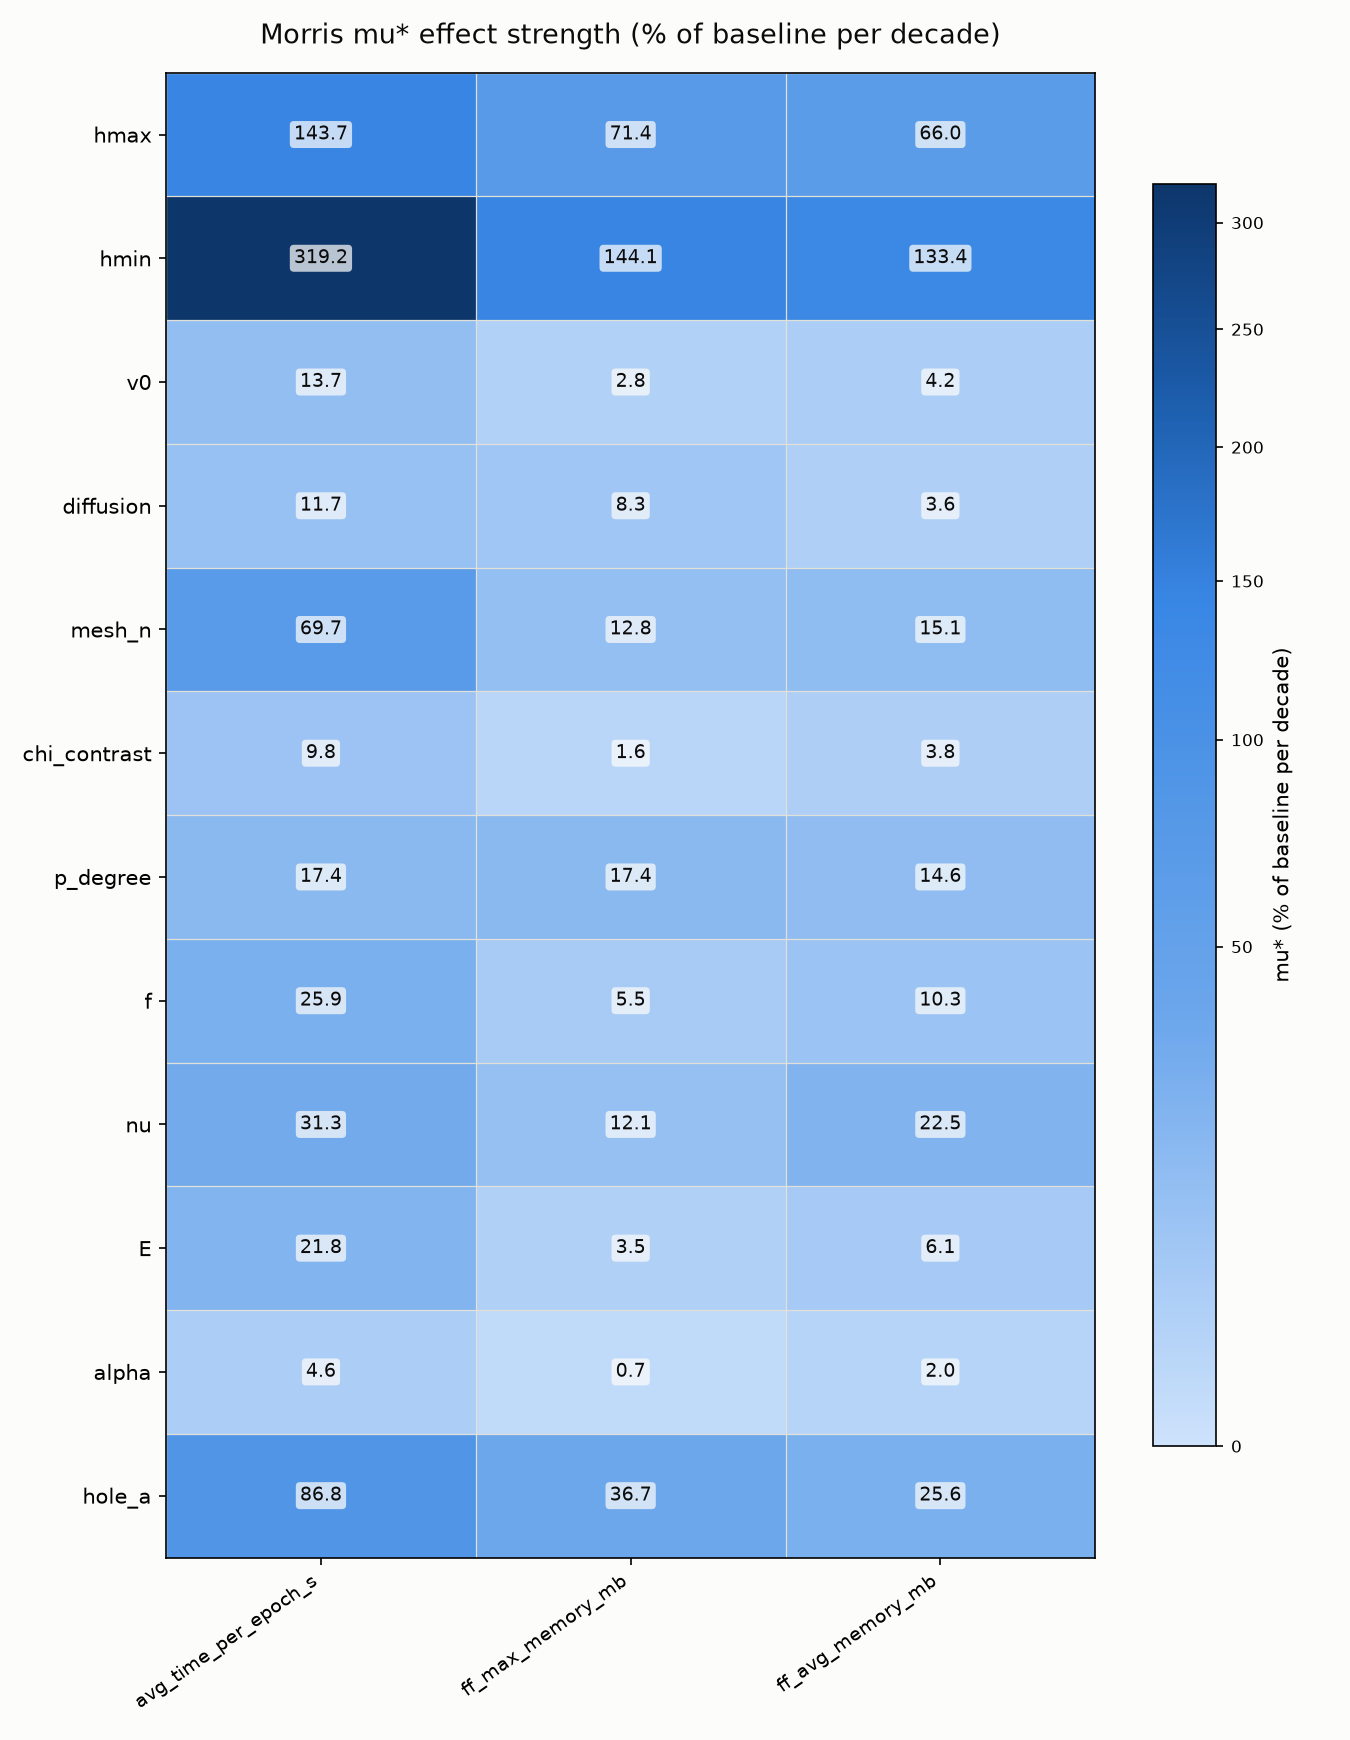 Morris mu* effect strength (% of baseline per decade)
hmax 143.7 71.4 66.0
hmin 319.2 144.1 133.4
v0 13.7 2.8 4.2
diffusion 11.7 8.3 3.6
mesh_n 69.7 12.8 15.1
chi_contrast 9.8 1.6 3.8
p_degree 17.4 17.4 14.6
f 25.9 5.5 10.3
nu 31.3 12.1 22.5
E 21.8 3.5 6.1
alpha 4.6 0.7 2.0
hole_a 86.8 36.7 25.6
avg_time_per_epoch_s
ff_max_memory_mb
ff_avg_memory_mb
300
250
200
150
100
50
0
mu* (% of baseline per decade)